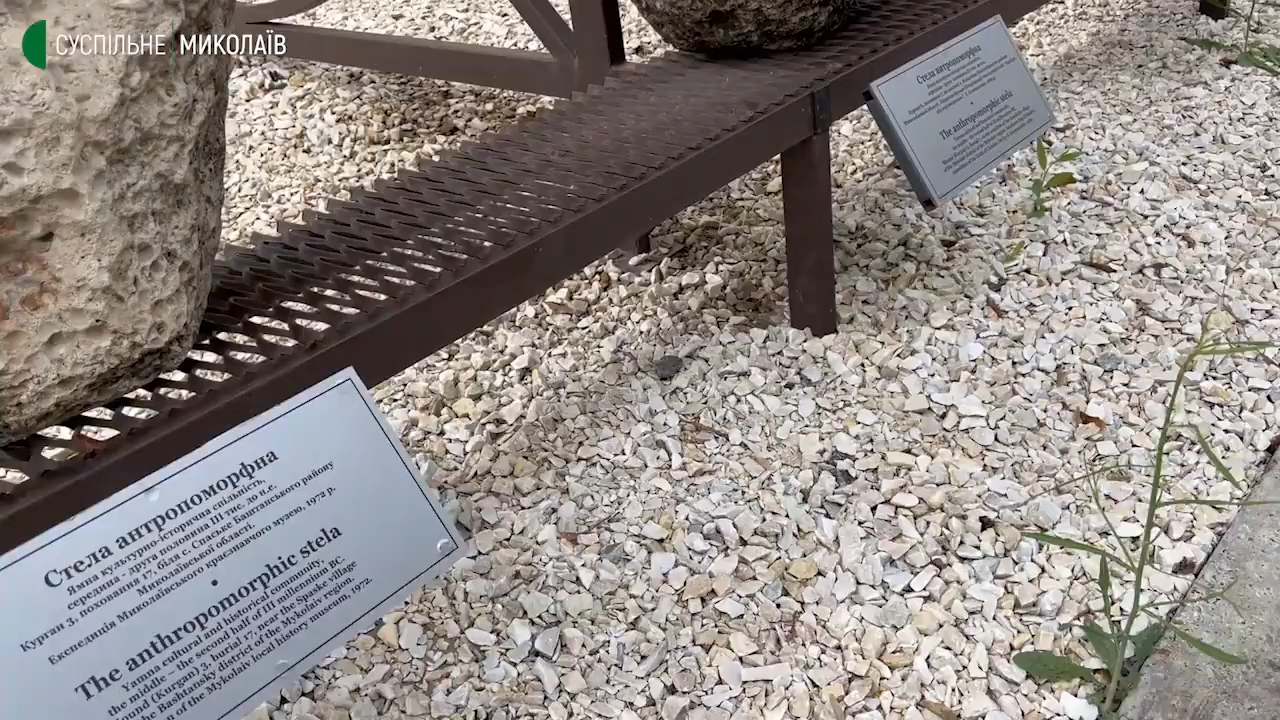 СУСПІЛЬНЕ МИКОЛАЇВ
Стела антропоморфна
Ямна культурно-історична спільність,
середина - друга половина III тис. до н.е.
Курган 3, поховання 17, біля с. Спаське Баштанського району
Миколаївської області.
Експедиція Миколаївського краєзнавчого музею, 1972 р.
•
The anthropomorphic stela
Yamna cultural and historical community,
the middle – the second half of III millennium BC.
ound (Kurgan) 3, burial 17, near the Spaske village
he Bashtansky district of the Mykolaiv region.
n of the Mykolaiv local history museum, 1972.
Стела антропоморфна
The anthropomorphic stela